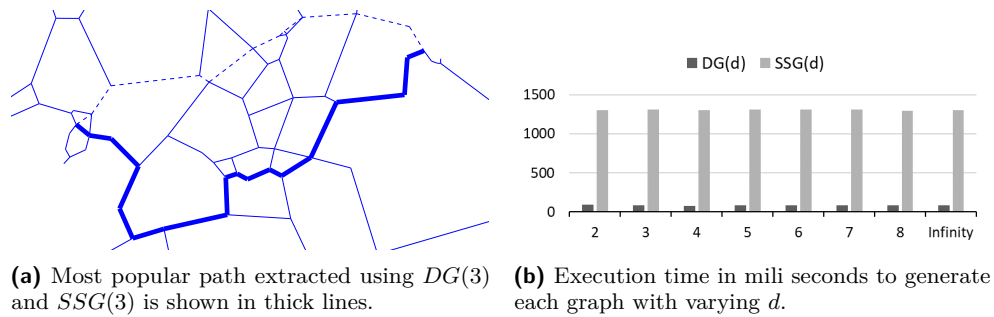 DG(d) SSG(d)
1500
1000
500
0
2 3 4 5 6 7 8 Infinity
(a) Most popular path extracted using DG(3)
and SSG(3) is shown in thick lines.
(b) Execution time in mili seconds to generate
each graph with varying d.